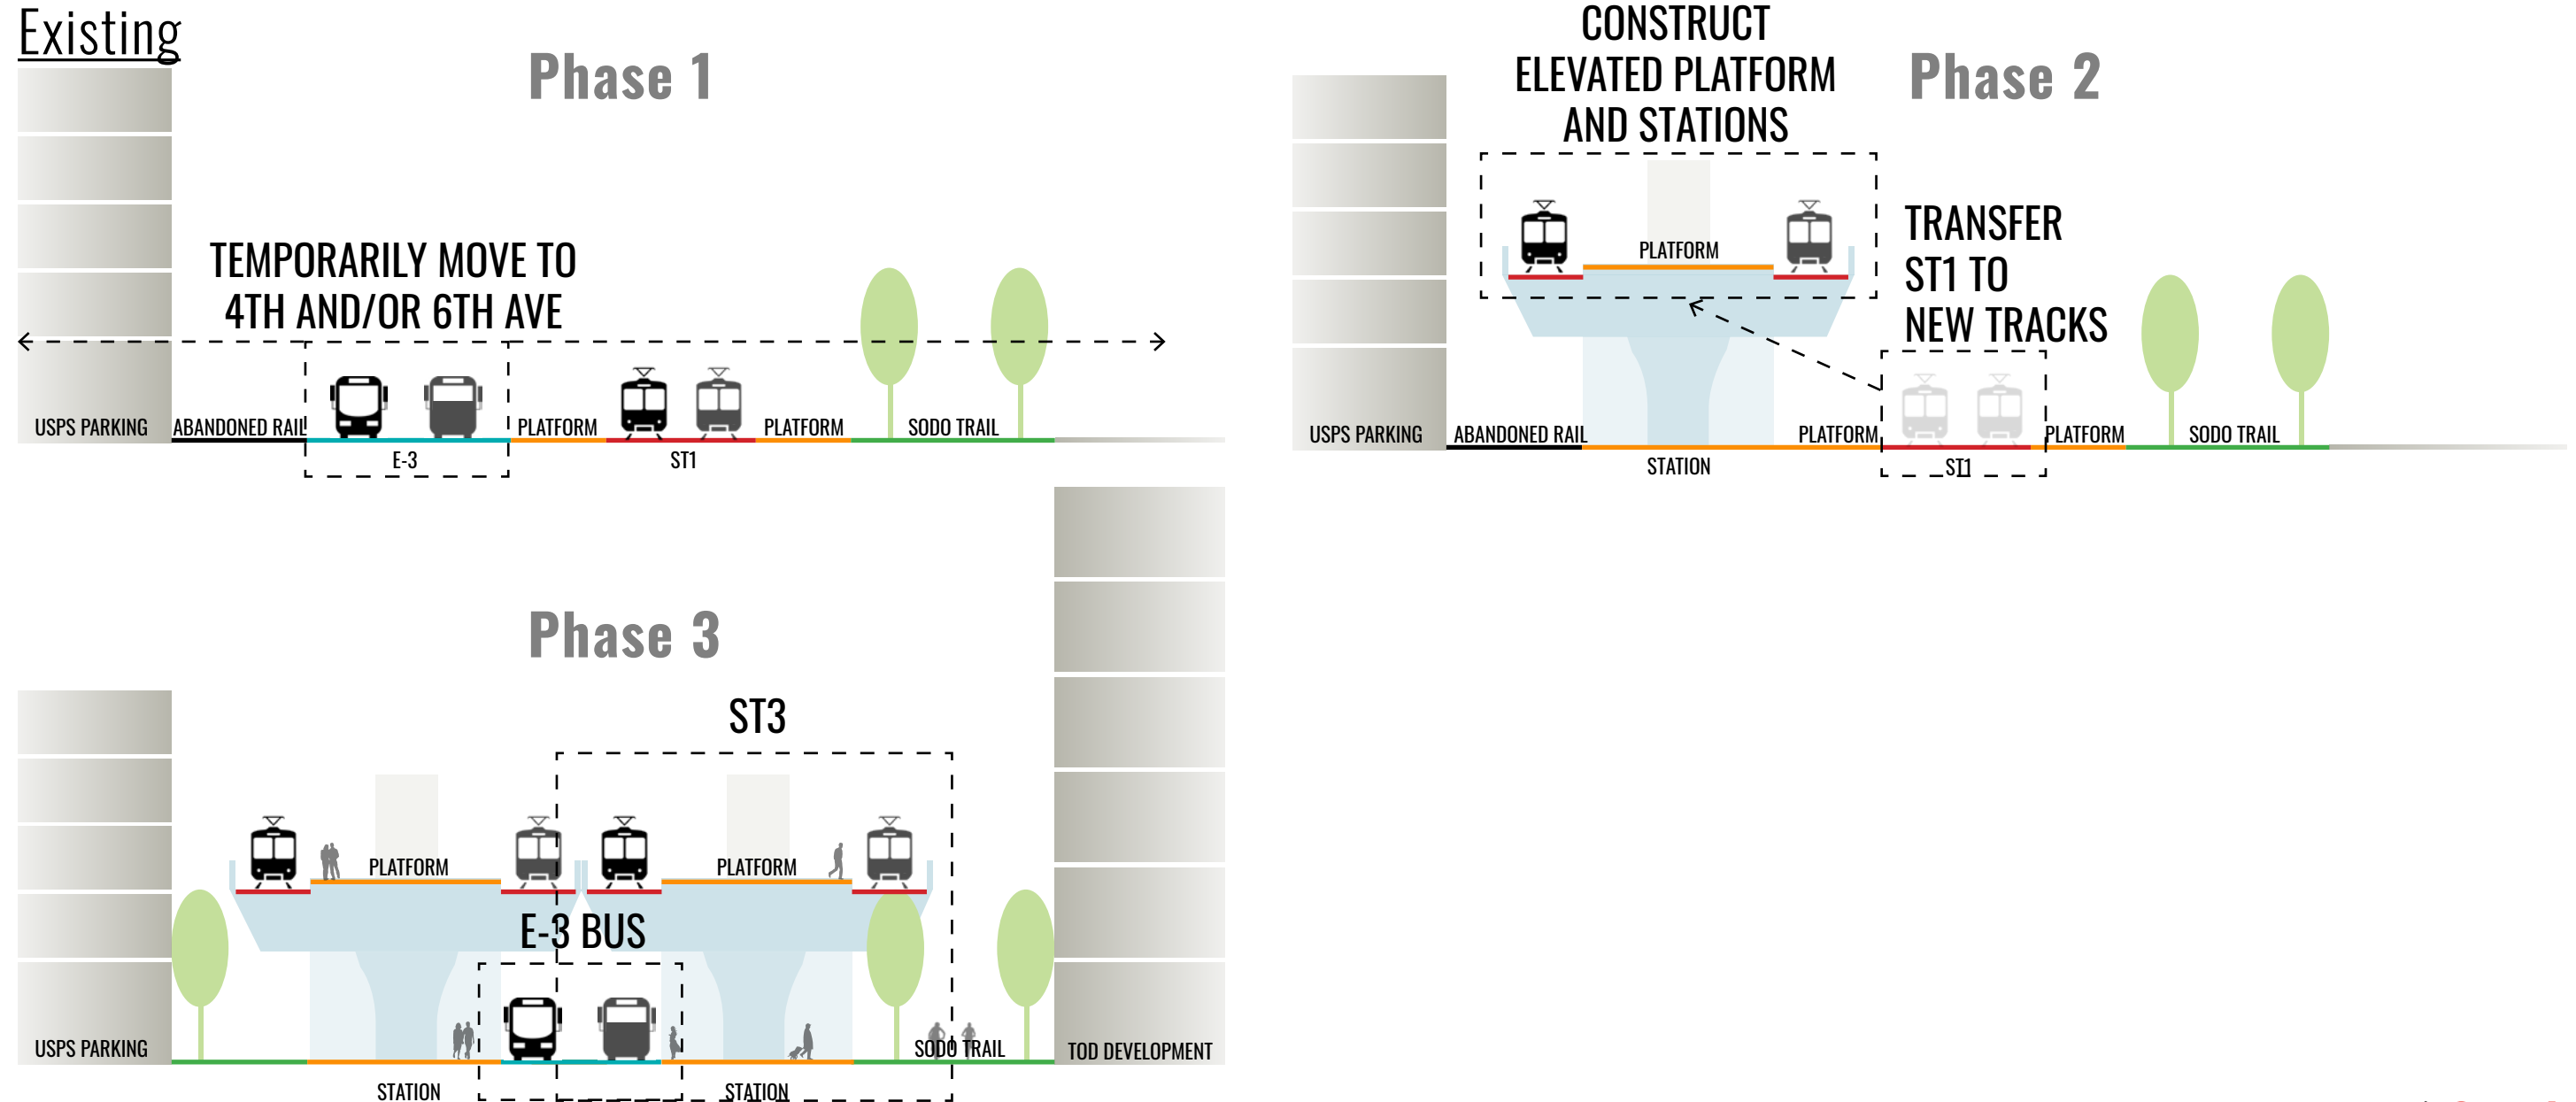 Existing
Phase 1
TEMPORARILY MOVE TO
4TH AND/OR 6TH AVE
USPS PARKING
ABANDONED RAIL
PLATFORM
PLATFORM
SODO TRAIL
E-3
ST1
CONSTRUCT
ELEVATED PLATFORM
AND STATIONS
Phase 2
TRANSFER
ST1 TO
NEW TRACKS
PLATFORM
USPS PARKING
ABANDONED RAIL
PLATFORM
PLATFORM
SODO TRAIL
STATION
ST1
Phase 3
ST3
PLATFORM
PLATFORM
E-3 BUS
USPS PARKING
SODO TRAIL
TOD DEVELOPMENT
STATION
STATION